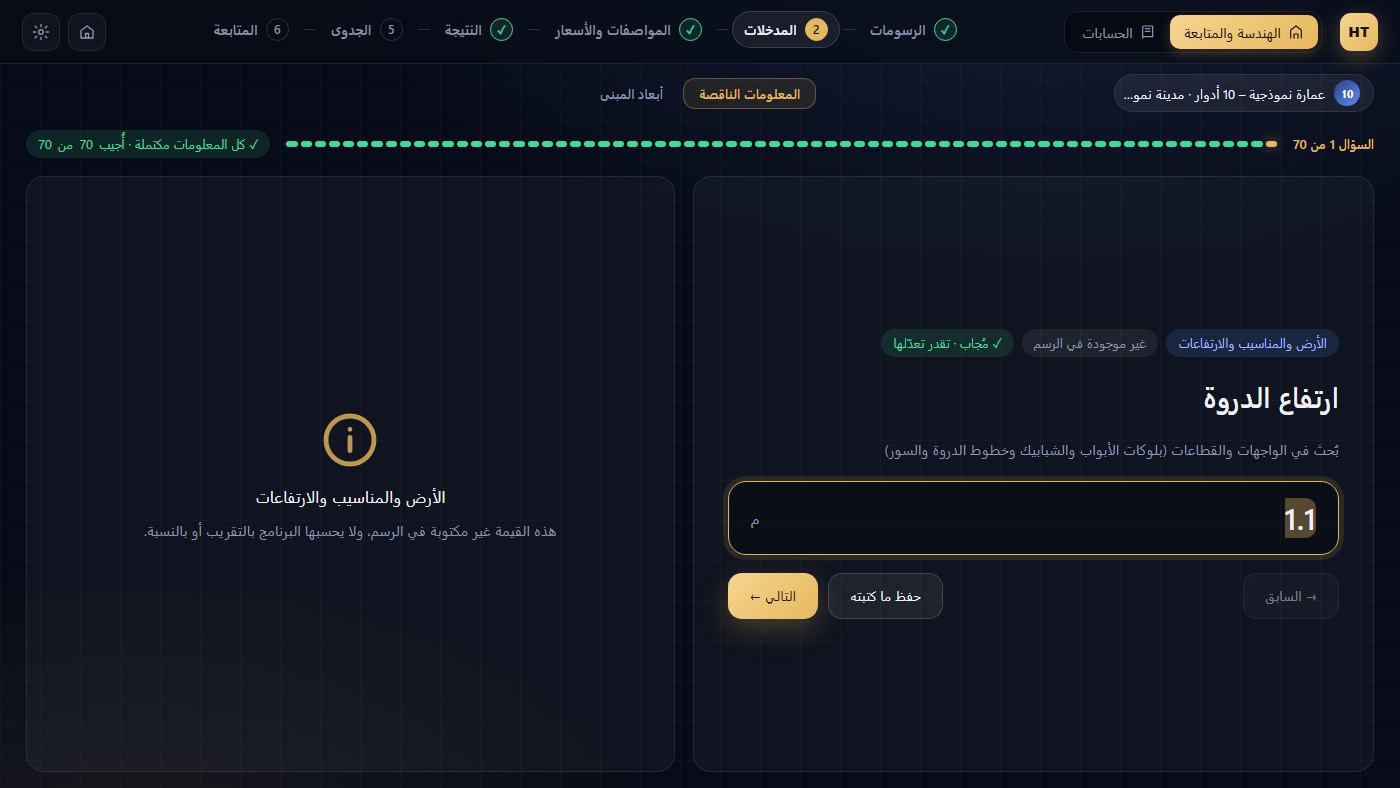 HT
الهندسة والمتابعة
الحسابات
الرسومات
2 المدخلات
المواصفات والأسعار
النتيجة
5 الجدوى
6 المتابعة
10 عمارة نموذجية – 10 أدوار · مدينة نمو...
المعلومات الناقصة
أبعاد المبنى
السؤال 1 من 70
✓ كل المعلومات مكتملة · أُجيب 70 من 70
الأرض والمناسيب والارتفاعات
غير موجودة في الرسم
✓ مُجاب · تقدر تعدّلها
ارتفاع الدروة
بُحث في الواجهات والقطاعات (بلوكات الأبواب والشبابيك وخطوط الدروة والسور)
1.1 م
→ السابق
حفظ ما كتبته
التالي ←
الأرض والمناسيب والارتفاعات
هذه القيمة غير مكتوبة في الرسم، ولا يحسبها البرنامج بالتقريب أو بالنسبة.